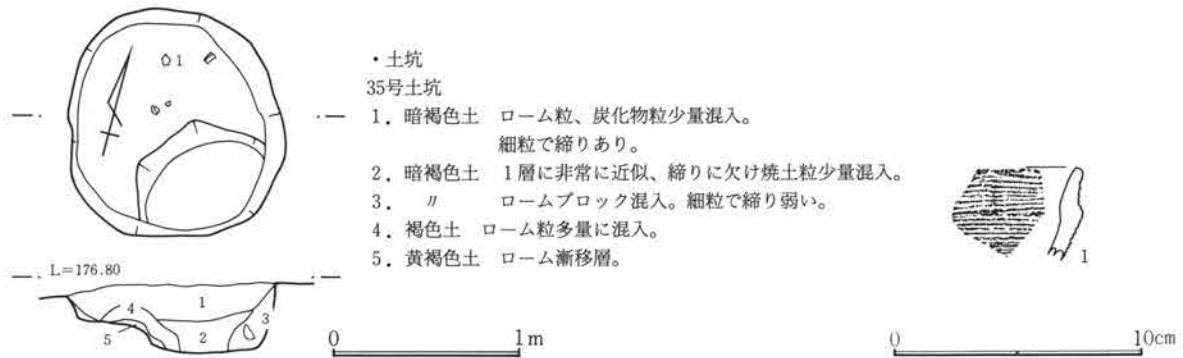 1
L=176.80
1
2
3
4
5
0 1m
・土坑
35号土坑
1．暗褐色土 ローム粒、炭化物粒少量混入。
細粒で締りあり。
2．暗褐色土 1層に非常に近似、締りに欠け焼土粒少量混入。
3．〃 ロームブロック混入。細粒で締り弱い。
4．褐色土 ローム粒多量に混入。
5．黄褐色土 ローム漸移層。
1
0 10cm